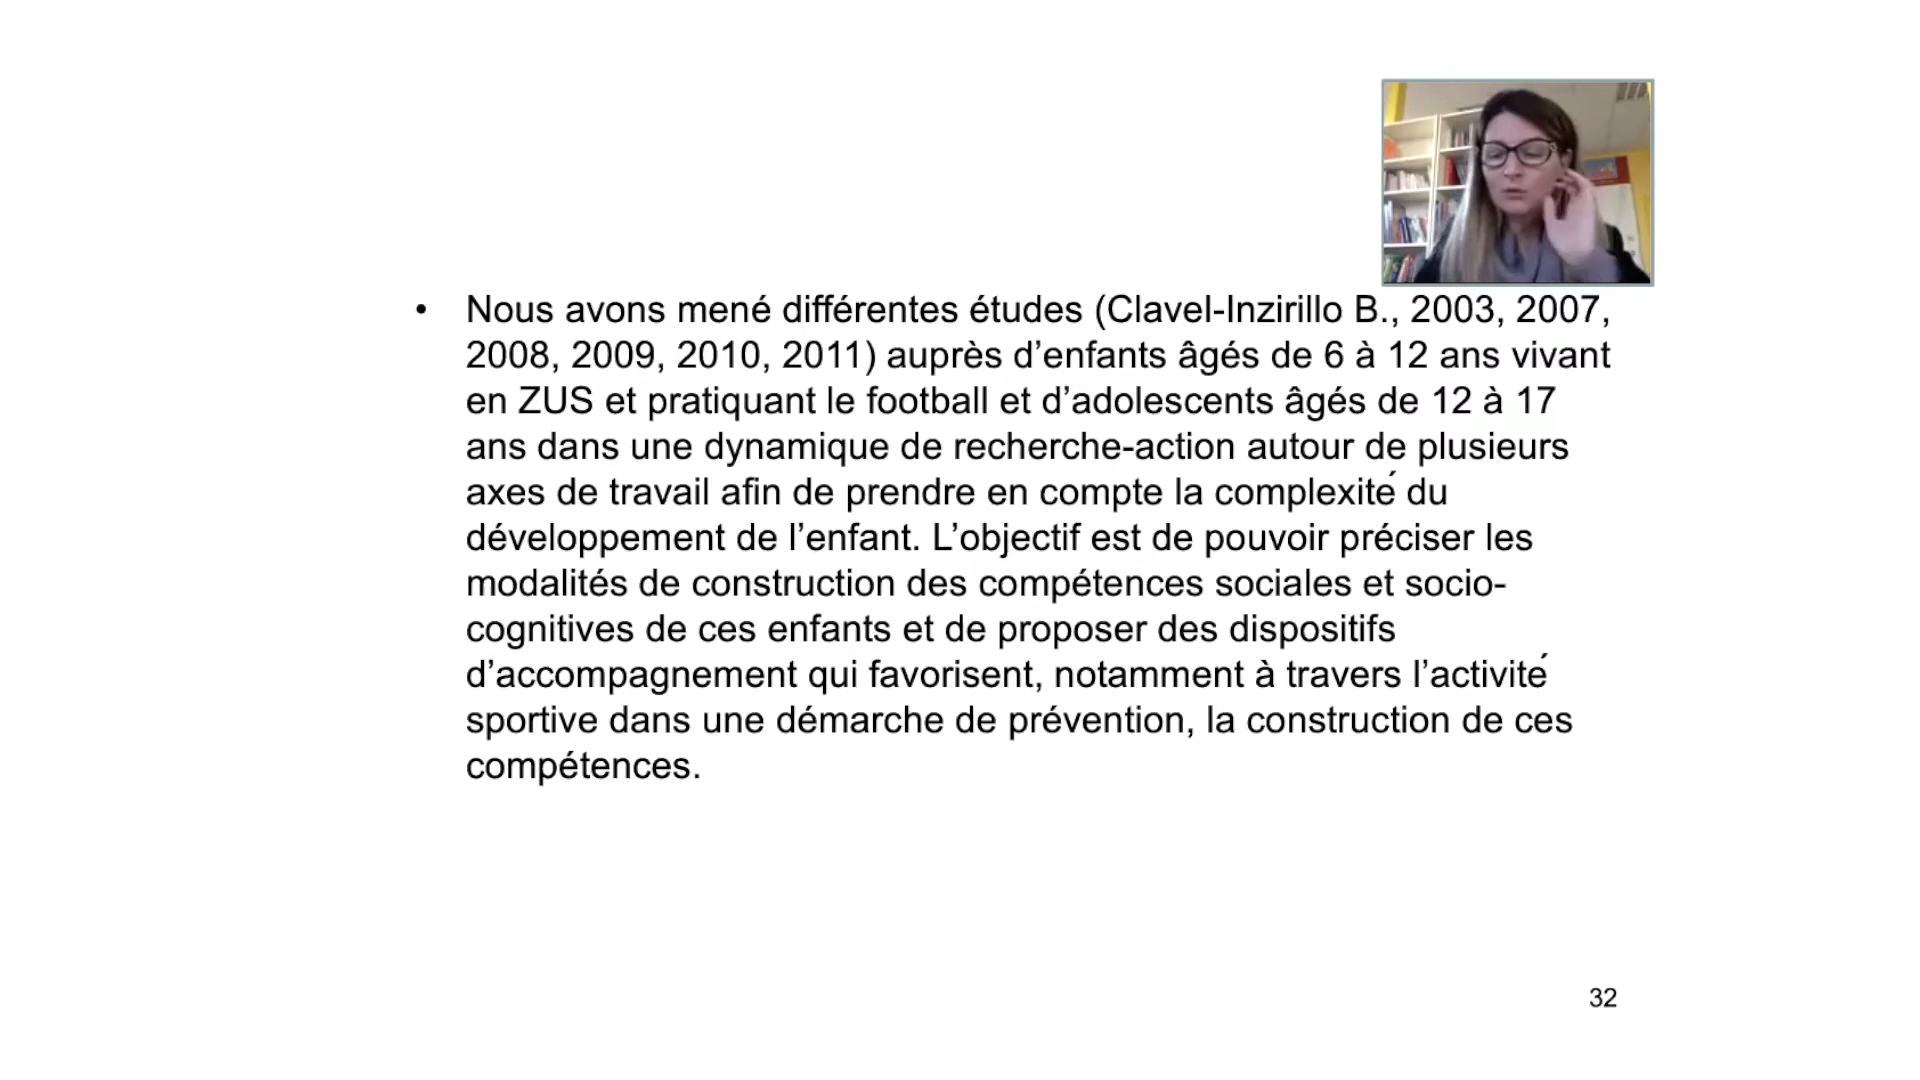 • Nous avons mené différentes études (Clavel-Inzirillo B., 2003, 2007,
2008, 2009, 2010, 2011) auprès d’enfants âgés de 6 à 12 ans vivant
en ZUS et pratiquant le football et d’adolescents âgés de 12 à 17
ans dans une dynamique de recherche-action autour de plusieurs
axes de travail afin de prendre en compte la complexité du
développement de l’enfant. L’objectif est de pouvoir préciser les
modalités de construction des compétences sociales et socio-
cognitives de ces enfants et de proposer des dispositifs
d’accompagnement qui favorisent, notamment à travers l’activité
sportive dans une démarche de prévention, la construction de ces
compétences.
32